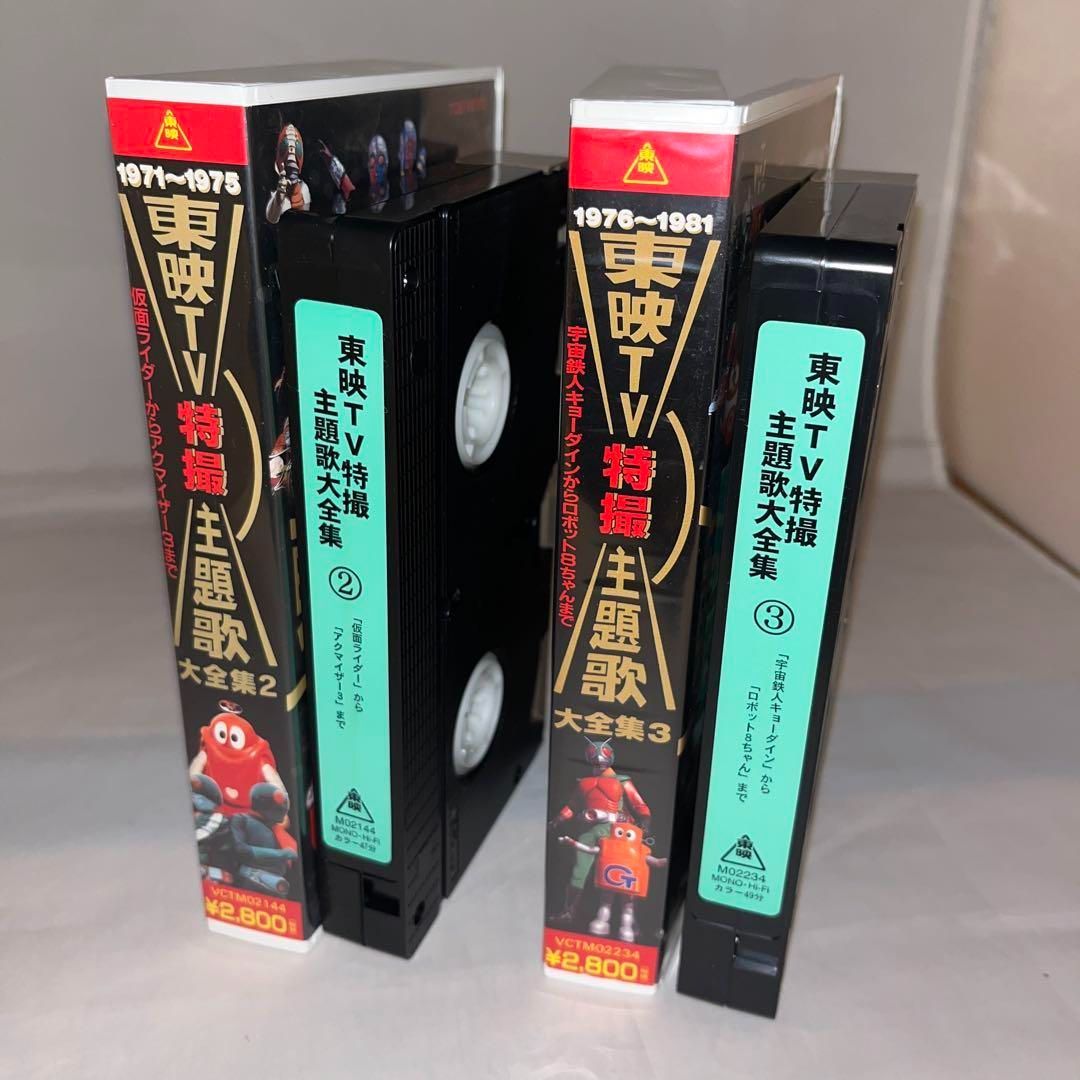 東映
1971〜1975
東映TV特撮主題歌
大全集2
仮面ライダーからアクマイザー3まで
VCTM02144
¥2,800
東映TV特撮
主題歌大全集
②
「仮面ライダー」から
「アクマイザー3」まで
東映
M02144
MONO・Hi-Fi
カラー47分
東映
1976〜1981
東映TV特撮主題歌
大全集3
宇宙鉄人キョーダインからロボット8ちゃんまで
GT
VCTM02234
¥2,800
東映TV特撮
主題歌大全集
③
「宇宙鉄人キョーダイン」から
「ロボット8ちゃん」まで
東映
M02234
MONO・Hi-Fi
カラー49分